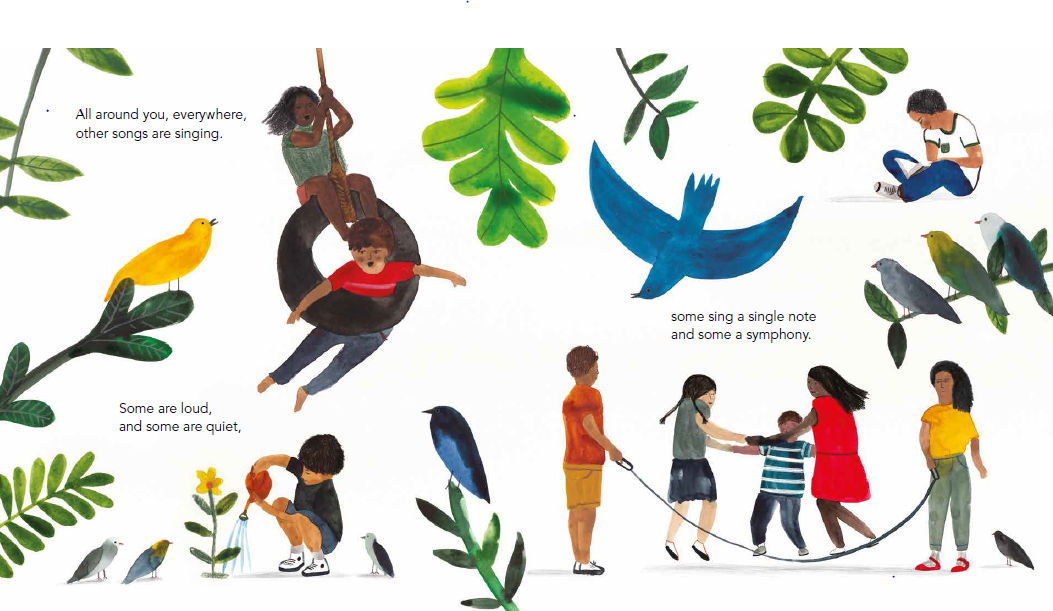 All around you, everywhere,
other songs are singing.
Some are loud,
and some are quiet,
some sing a single note
and some a symphony.